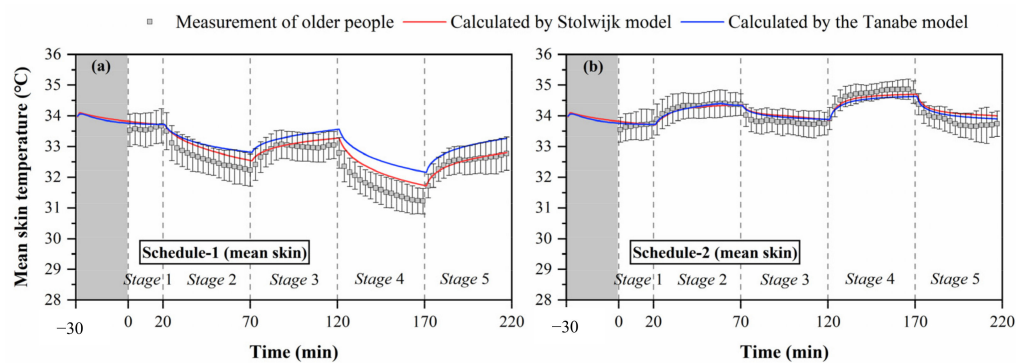 Measurement of older people Calculated by Stolwijk model Calculated by the Tanabe model
Mean skin temperature (°C)
36
35
34
33
32
31
30
29
28
(a)
Schedule-1 (mean skin)
Stage 1 Stage 2 Stage 3 Stage 4 Stage 5
−30 0 20 70 120 170 220
Time (min)
36
35
34
33
32
31
30
29
28
(b)
Schedule-2 (mean skin)
Stage 1 Stage 2 Stage 3 Stage 4 Stage 5
−30 0 20 70 120 170 220
Time (min)